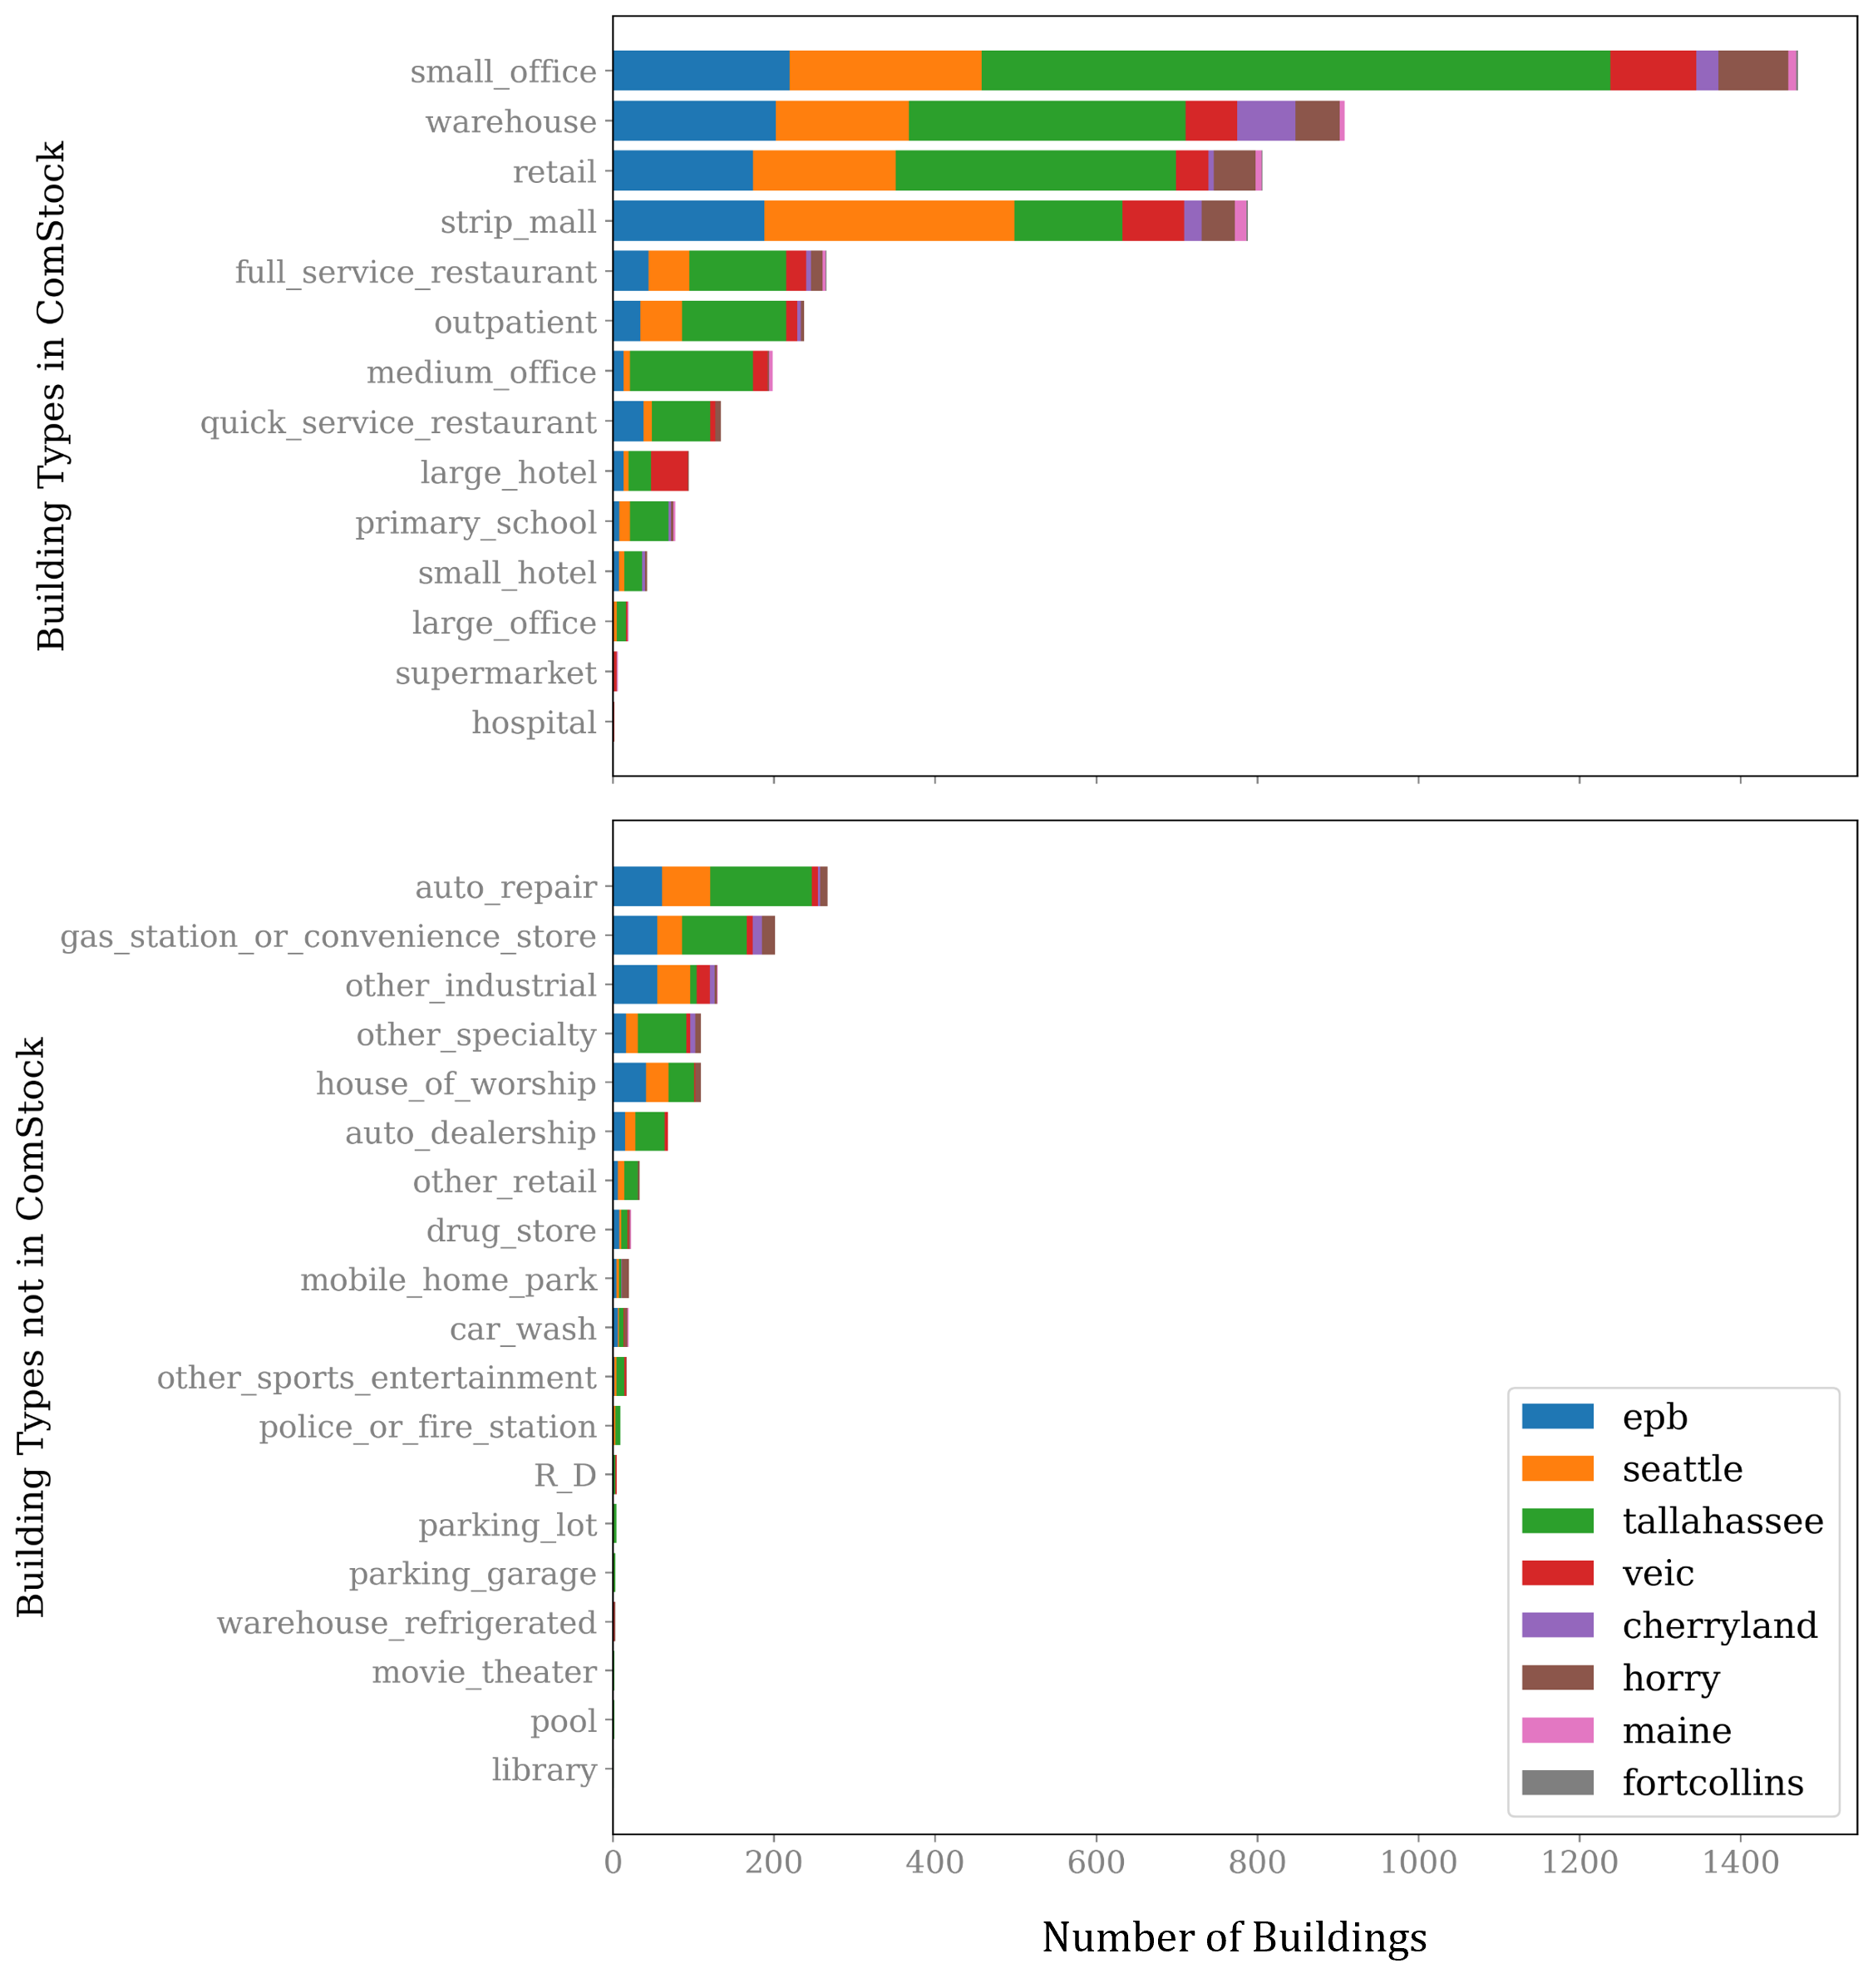 Building Types in ComStock
small_office
warehouse
retail
strip_mall
full_service_restaurant
outpatient
medium_office
quick_service_restaurant
large_hotel
primary_school
small_hotel
large_office
supermarket
hospital
Building Types not in ComStock
auto_repair
gas_station_or_convenience_store
other_industrial
other_specialty
house_of_worship
auto_dealership
other_retail
drug_store
mobile_home_park
car_wash
other_sports_entertainment
police_or_fire_station
R_D
parking_lot
parking_garage
warehouse_refrigerated
movie_theater
pool
library
epb
seattle
tallahassee
veic
cherryland
horry
maine
fortcollins
0 200 400 600 800 1000 1200 1400
Number of Buildings